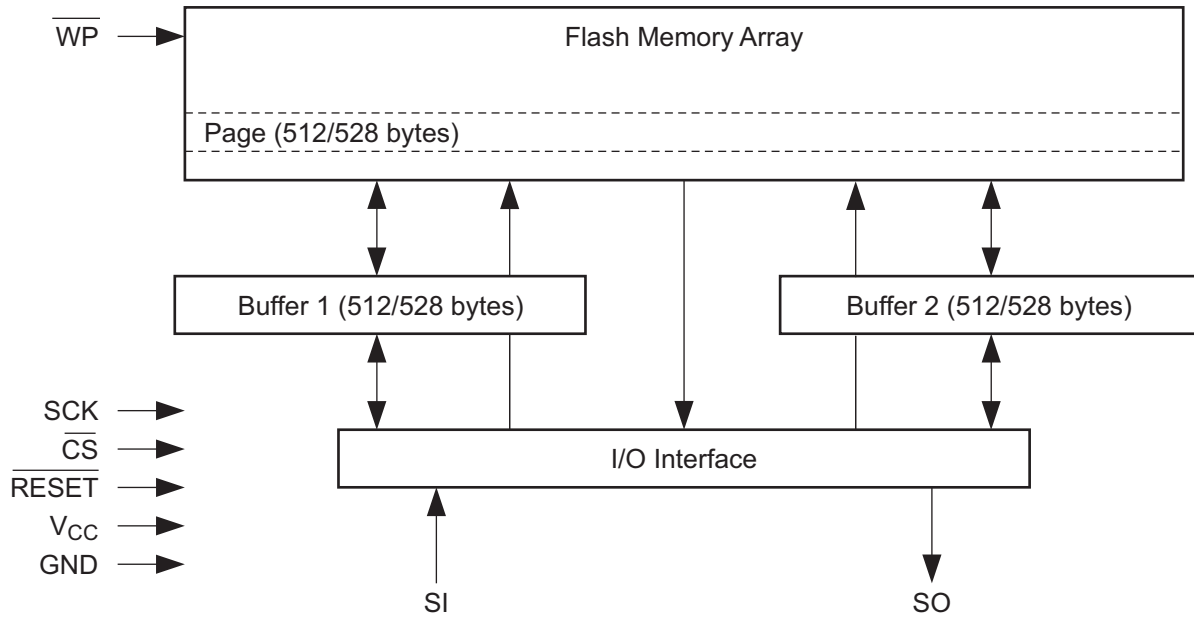 WP
Flash Memory Array
Page (512/528 bytes)
Buffer 1 (512/528 bytes)
Buffer 2 (512/528 bytes)
SCK
CS
RESET
VCC
GND
I/O Interface
SI
SO